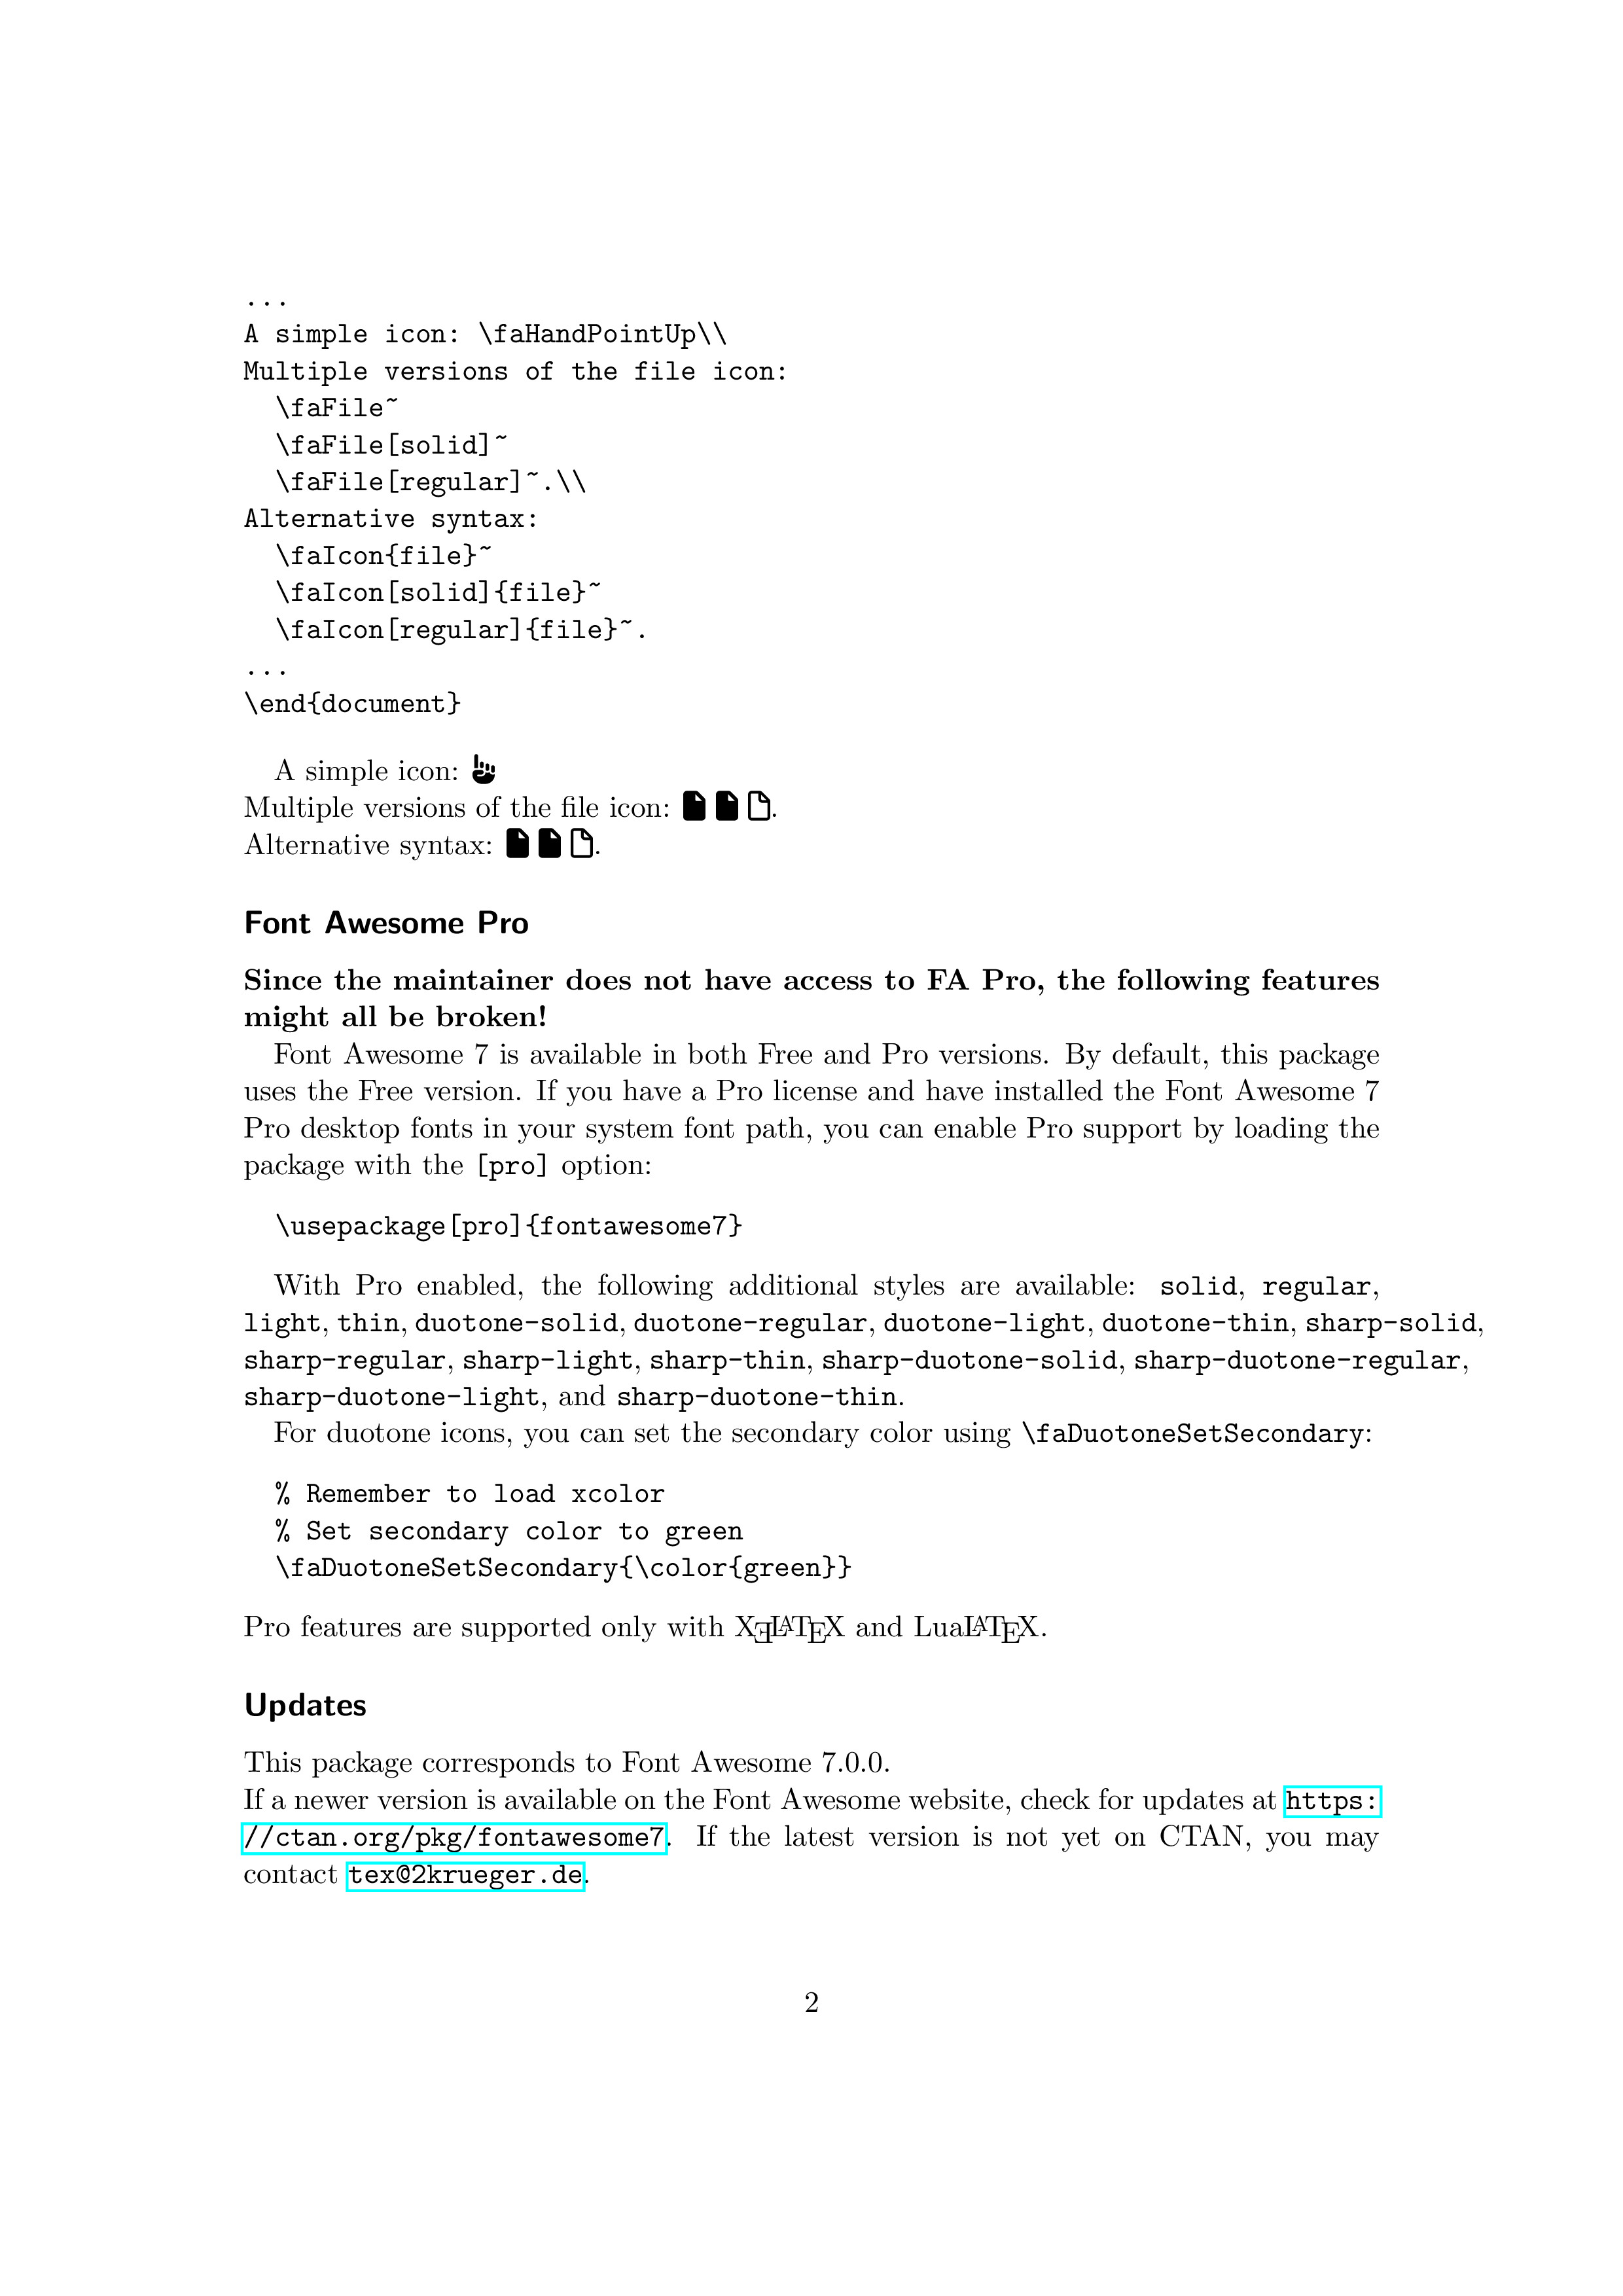 ...
A simple icon: \faHandPointUp\\
Multiple versions of the file icon:
  \faFile~
  \faFile[solid]~
  \faFile[regular]~.\\
Alternative syntax:
  \faIcon{file}~
  \faIcon[solid]{file}~
  \faIcon[regular]{file}~.
...
\end{document}
A simple icon:
Multiple versions of the file icon: .
Alternative syntax: .
Font Awesome Pro
Since the maintainer does not have access to FA Pro, the following features
might all be broken!
Font Awesome 7 is available in both Free and Pro versions. By default, this package
uses the Free version. If you have a Pro license and have installed the Font Awesome 7
Pro desktop fonts in your system font path, you can enable Pro support by loading the
package with the [pro] option:
\usepackage[pro]{fontawesome7}
With Pro enabled, the following additional styles are available: solid, regular,
light, thin, duotone-solid, duotone-regular, duotone-light, duotone-thin, sharp-solid,
sharp-regular, sharp-light, sharp-thin, sharp-duotone-solid, sharp-duotone-regular,
sharp-duotone-light, and sharp-duotone-thin.
For duotone icons, you can set the secondary color using \faDuotoneSetSecondary:
% Remember to load xcolor
% Set secondary color to green
\faDuotoneSetSecondary{\color{green}}
Pro features are supported only with XƎLATEX and LuaLATEX.
Updates
This package corresponds to Font Awesome 7.0.0.
If a newer version is available on the Font Awesome website, check for updates at https:
//ctan.org/pkg/fontawesome7. If the latest version is not yet on CTAN, you may
contact tex@2krueger.de.
2